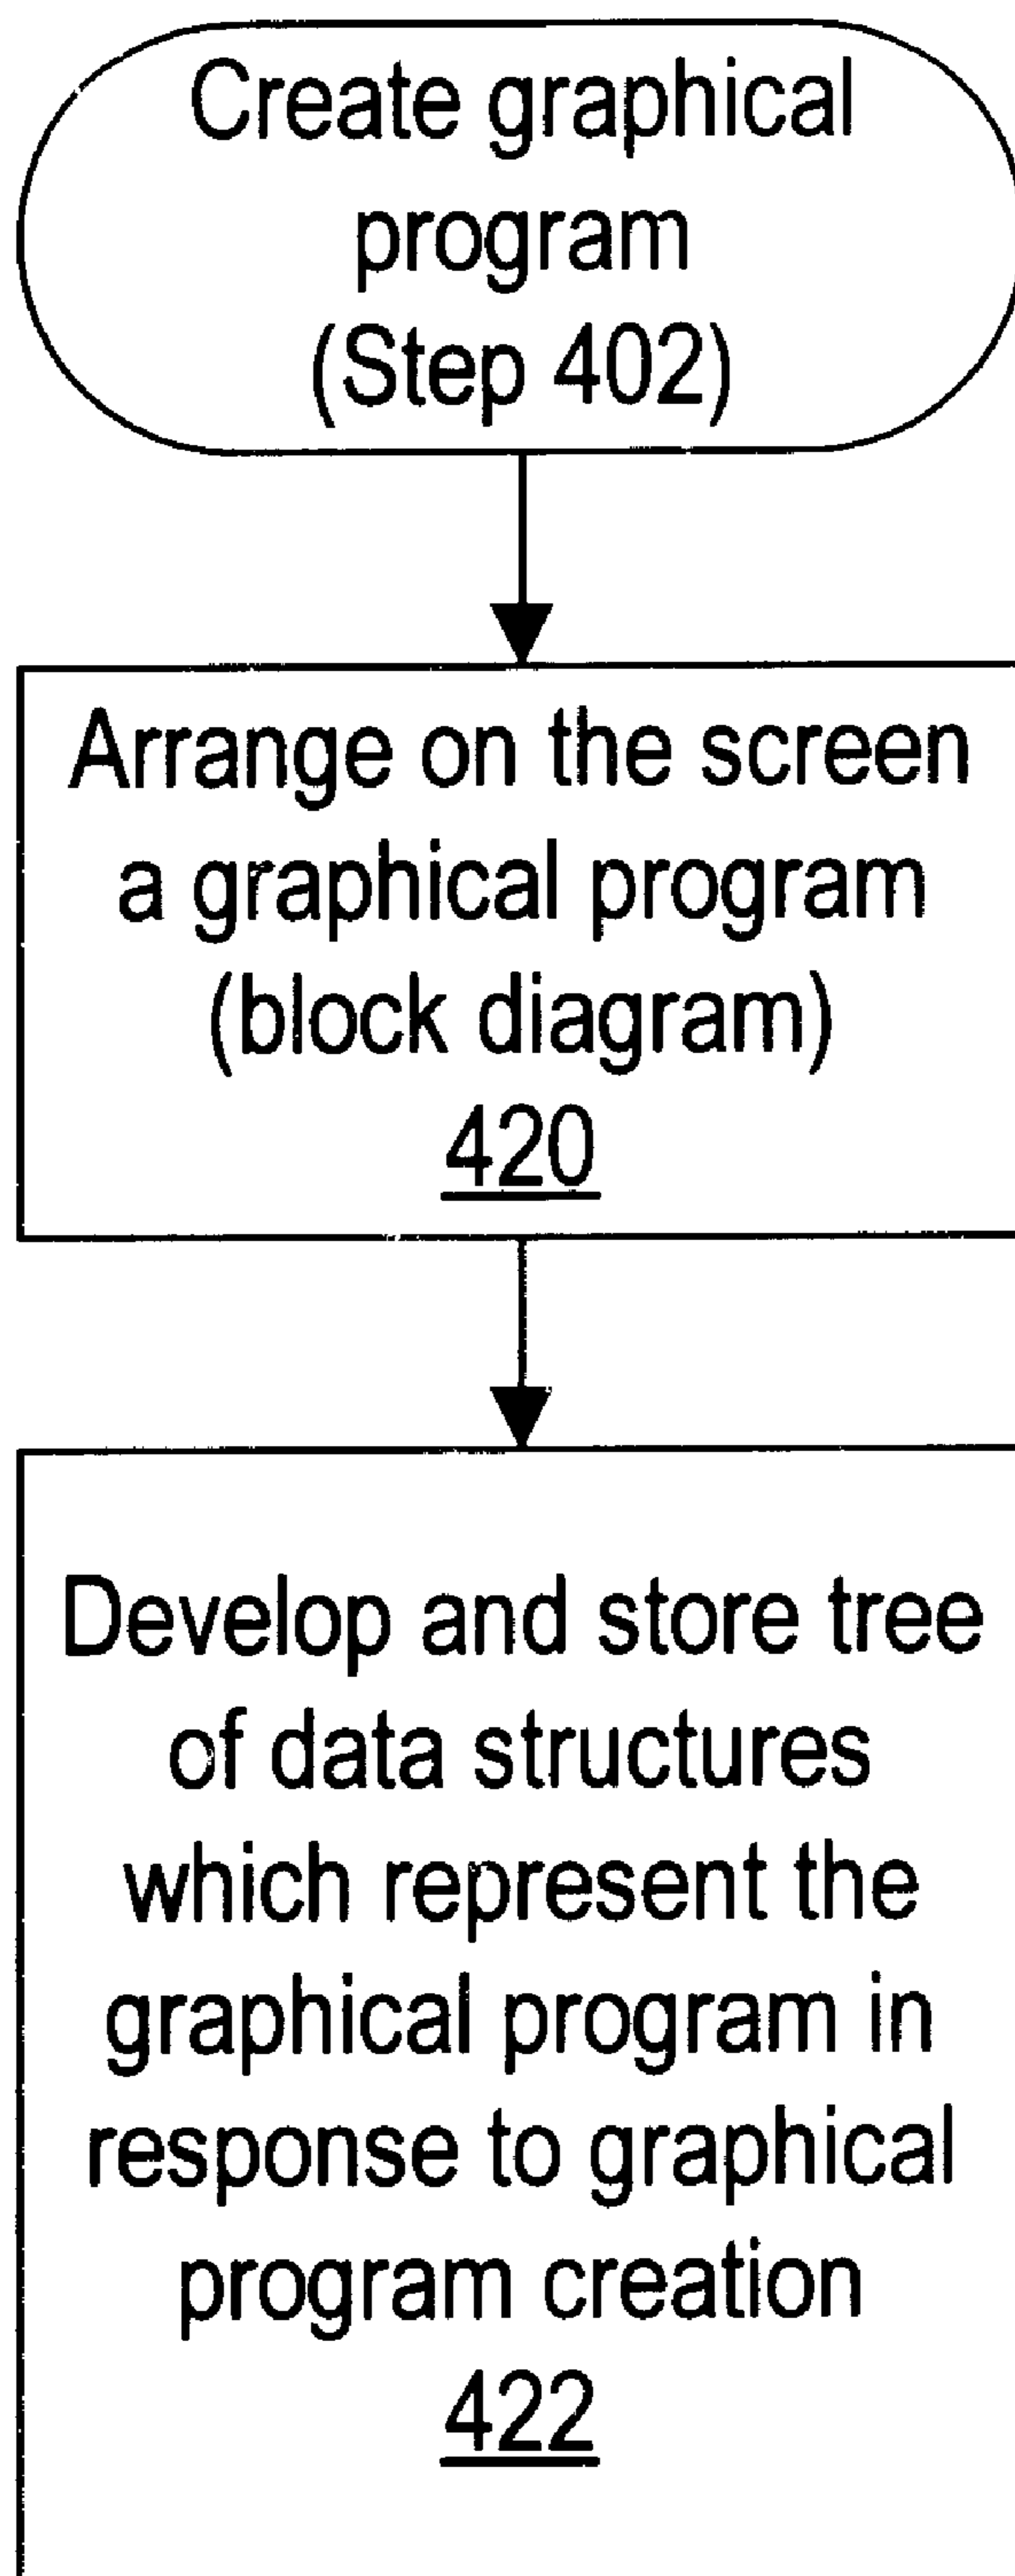 Create graphical
program
(Step 402)
Arrange on the screen
a graphical program
(block diagram)
420
Develop and store tree
of data structures
which represent the
graphical program in
response to graphical
program creation
422